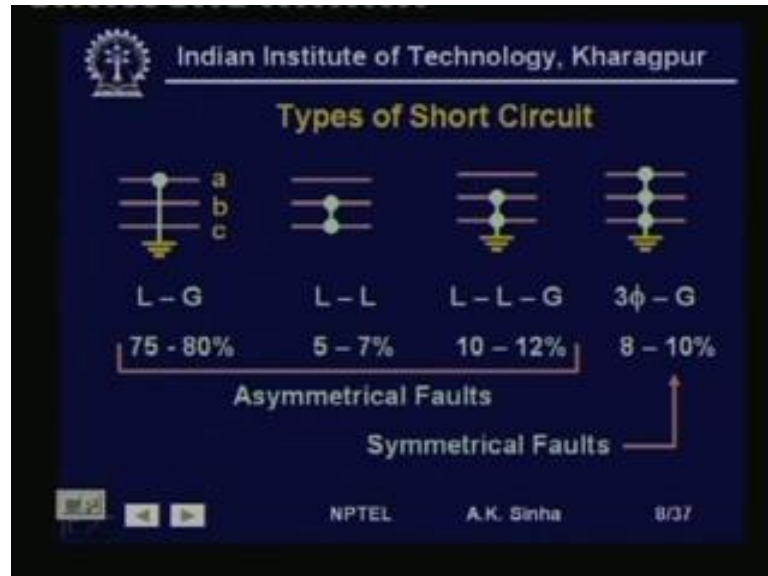 Indian Institute of Technology, Kharagpur
Types of Short Circuit
a
b
c
L – G L – L L – L – G 3ϕ – G
75 - 80% 5 – 7% 10 – 12% 8 – 10%
Asymmetrical Faults
Symmetrical Faults
NPTEL A.K. Sinha 8/37